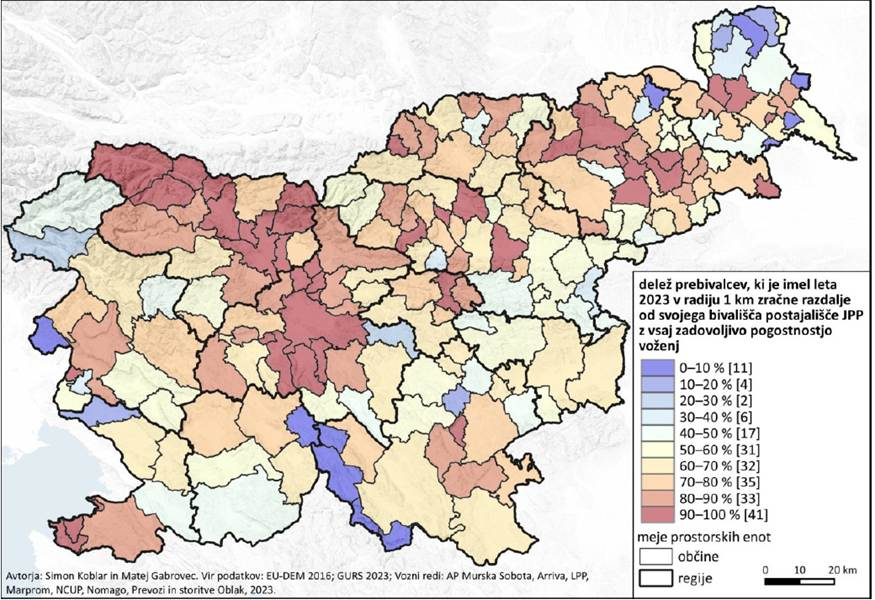 delež prebivalcev, ki je imel leta
2023 v radiju 1 km zračne razdalje
od svojega bivališča postajališče JPP
z vsaj zadovoljivo pogostnostjo
voženj
0–10 % [11]
10–20 % [4]
20–30 % [2]
30–40 % [6]
40–50 % [17]
50–60 % [31]
60–70 % [32]
70–80 % [35]
80–90 % [33]
90–100 % [41]
meje prostorskih enot
občine
regije
0 10 20 km
Avtorja: Simon Koblar in Matej Gabrovec. Vir podatkov: EU-DEM 2016; GURS 2023; Vozni redi: AP Murska Sobota, Arriva, LPP,
Marprom, NCUP, Nomago, Prevozi in storitve Oblak, 2023.